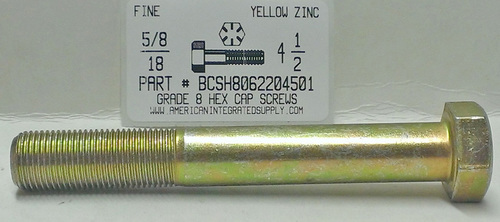 FINE YELLOW ZINC
5/8 18 4 1/2
PART # BCSH8062204501
GRADE 8 HEX CAP SCREWS
WWW.AMERICANINTEGRATEDSUPPLY.COM